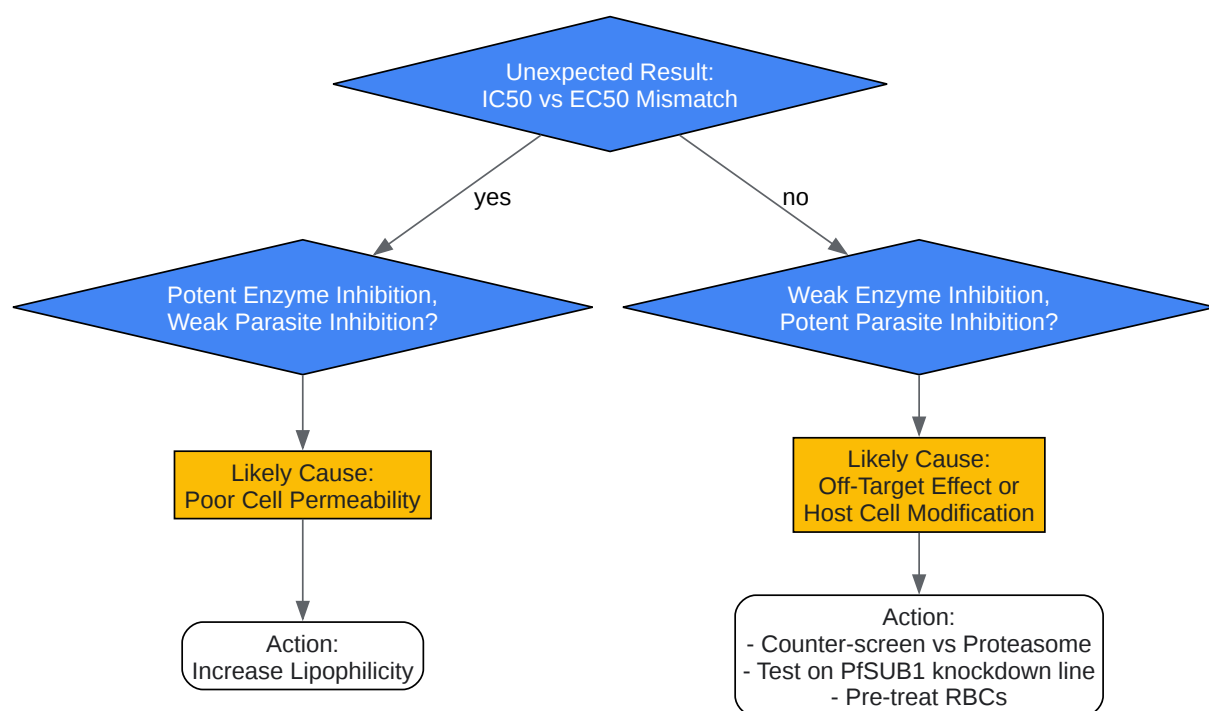 Unexpected Result:
IC50 vs EC50 Mismatch
yes
no
Potent Enzyme Inhibition,
Weak Parasite Inhibition?
Weak Enzyme Inhibition,
Potent Parasite Inhibition?
Likely Cause:
Poor Cell Permeability
Likely Cause:
Off-Target Effect or
Host Cell Modification
Action:
Increase Lipophilicity
Action:
- Counter-screen vs Proteasome
- Test on PfSUB1 knockdown line
- Pre-treat RBCs